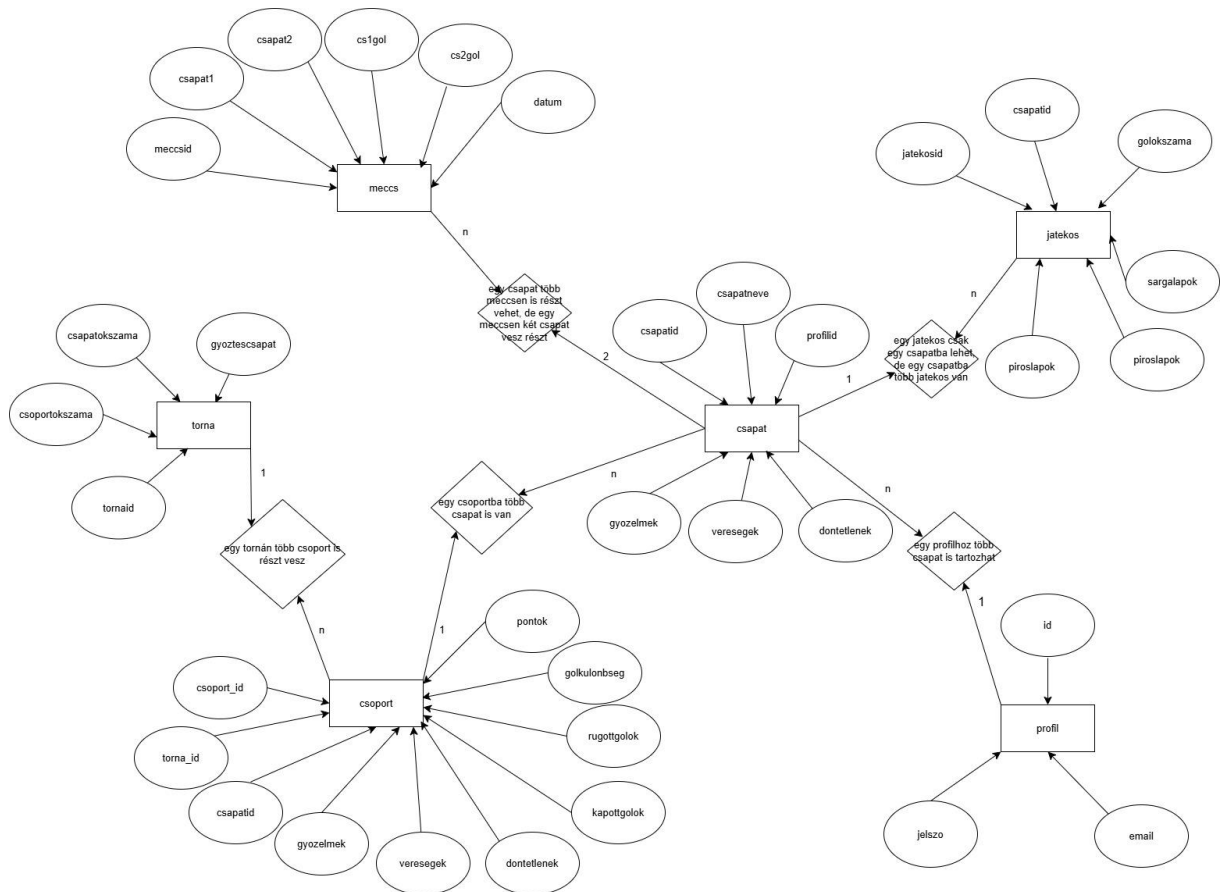 csapat2
cs1gol
cs2gol
csapat1
datum
meccsid
meccs
n
egy csapat több
meccsen is részt
vehet, de egy
meccsen két csapat
vesz részt
2
csapatid
jatekosid
golokszama
jatekos
sargalapok
piroslapok
piroslapok
n
egy jatekos csak
egy csapatba lehet,
de egy csapatba
több jatekos van
1
csapatneve
csapatid
profilid
csapat
gyozelmek
veresegek
dontetlenek
csapatokszama
gyoztescsapat
csoportokszama
torna
tornaid
1
egy tornán több csoport is
részt vesz
n
n
egy csoportba több
csapat is van
1
n
egy profilhoz több
csapat is tartozhat
1
pontok
golkulonbseg
csoport_id
csoport
rugottgolok
torna_id
kapottgolok
csapatid
gyozelmek
veresegek
dontetlenek
id
profil
jelszo
email